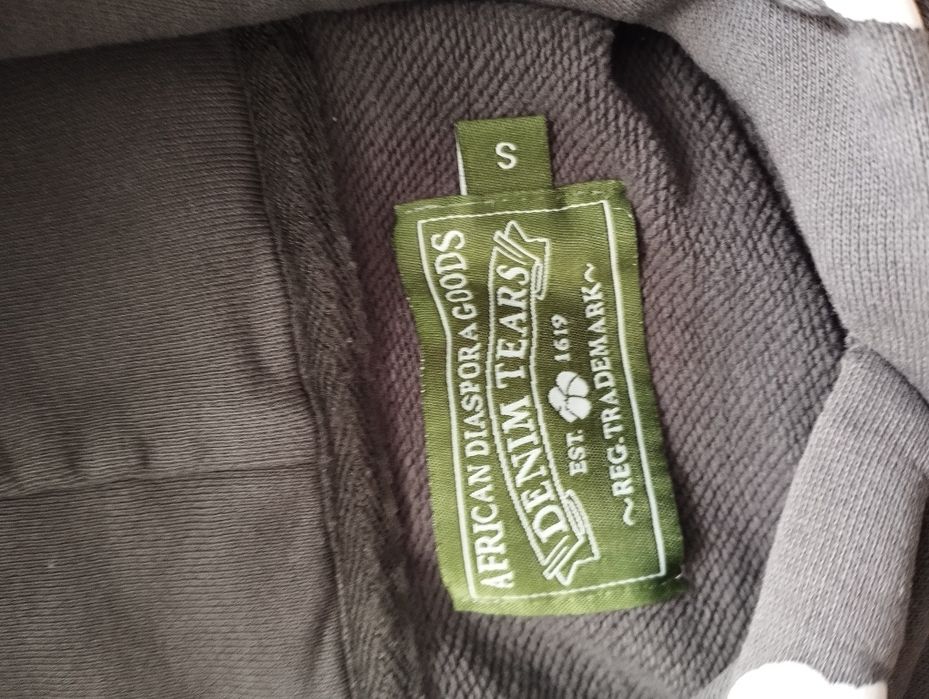 S
AFRICAN DIASPORA GOODS
DENIM TEARS
EST. 1619
~REG.TRADEMARK~